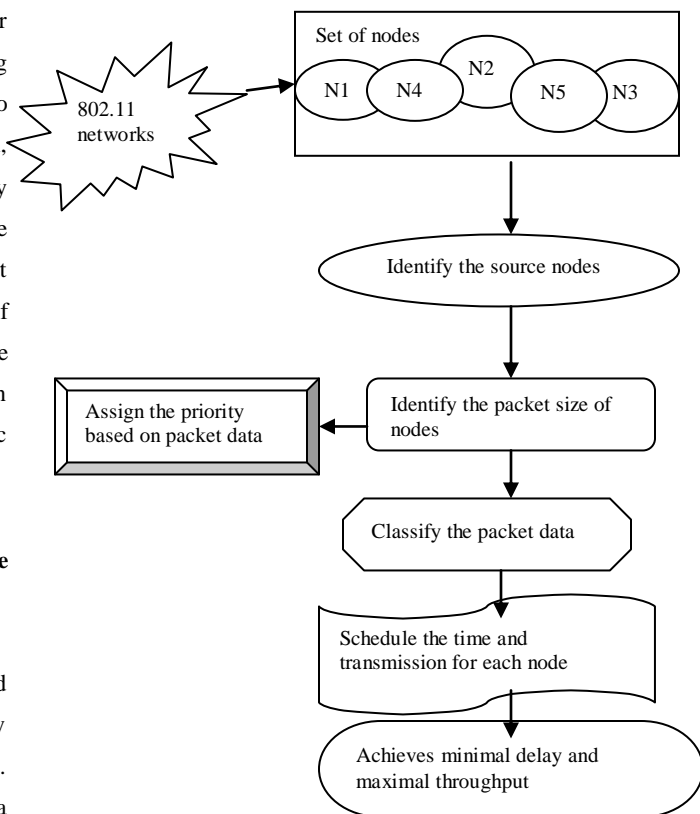 r
g
o
,
y
e
t
f
e
n
c
e
d
y
.
a
Set of nodes
802.11
networks
N1
N4
N2
N5
N3
Identify the source nodes
Identify the packet size of
nodes
Assign the priority
based on packet data
Classify the packet data
Schedule the time and
transmission for each node
Achieves minimal delay and
maximal throughput